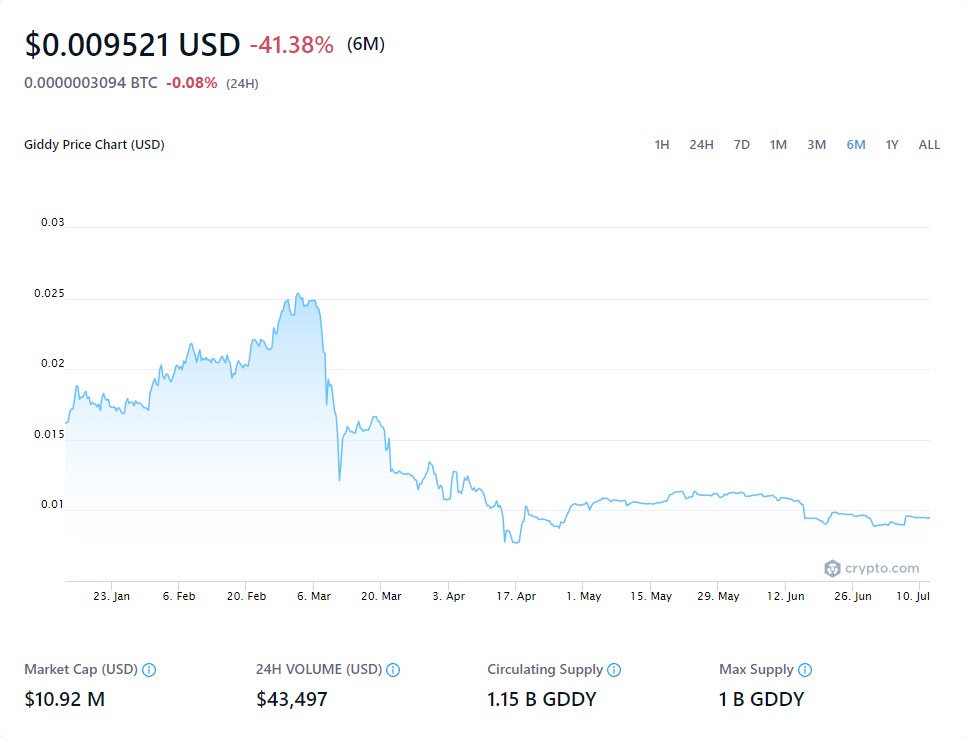 $0.009521 USD -41.38% (6M)
0.0000003094 BTC -0.08% (24H)
Giddy Price Chart (USD) 1H 24H 7D 1M 3M 6M 1Y ALL
0.03
0.025
0.02
0.015
0.01
crypto.com
23. Jan 6. Feb 20. Feb 6. Mar 20. Mar 3. Apr 17. Apr 1. May 15. May 29. May 12. Jun 26. Jun 10. Jul
Market Cap (USD) 24H VOLUME (USD) Circulating Supply Max Supply
$10.92 M $43,497 1.15 B GDDY 1 B GDDY